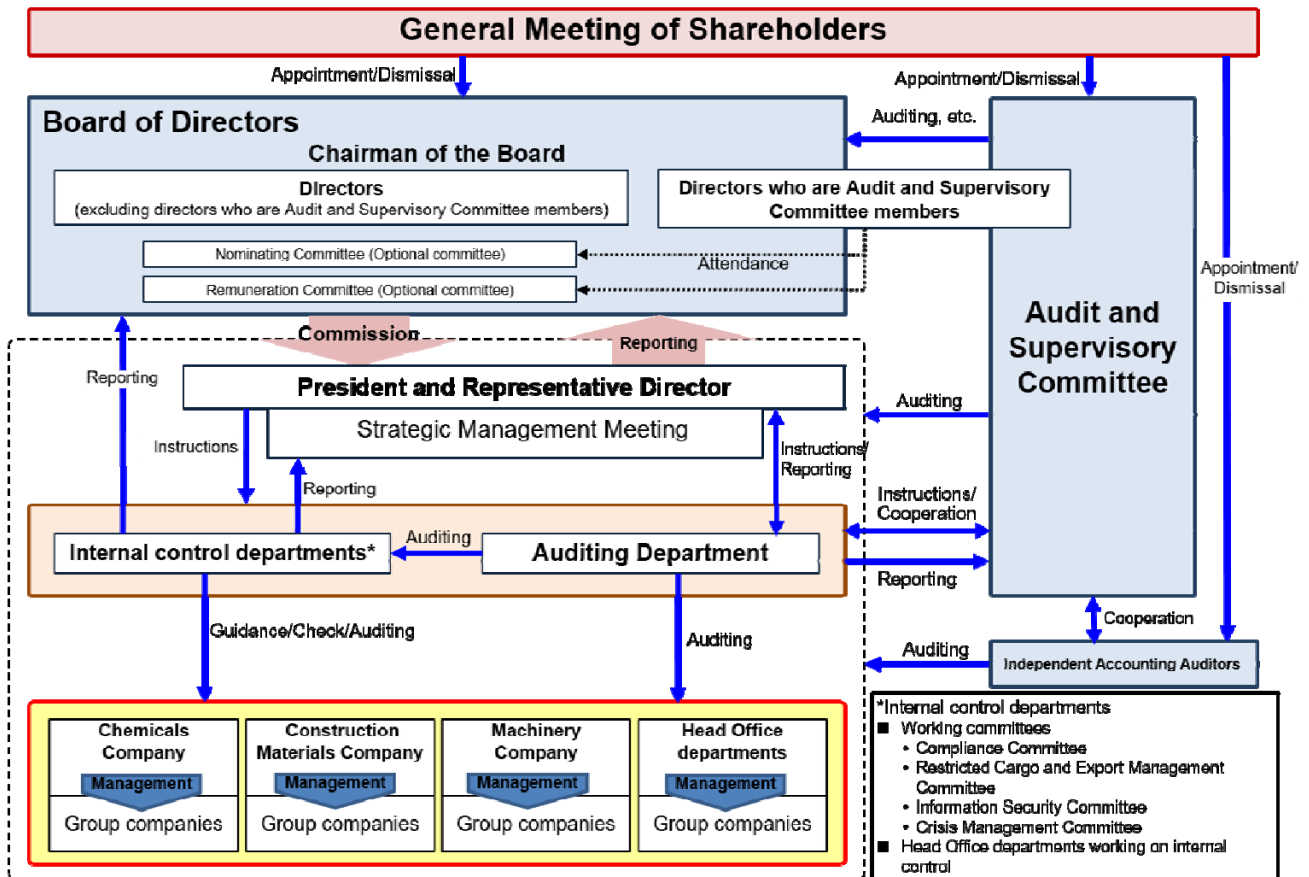 General Meeting of Shareholders
Appointment/Dismissal
Appointment/Dismissal
Board of Directors
Auditing, etc.
Chairman of the Board
Directors
(excluding directors who are Audit and Supervisory Committee members)
Directors who are Audit and Supervisory
Committee members
Nominating Committee (Optional committee)
Attendance
Remuneration Committee (Optional committee)
Appointment/
Dismissal
Audit and
Supervisory
Committee
Commission
Reporting
Reporting
President and Representative Director
Strategic Management Meeting
Auditing
Instructions
Instructions/
Reporting
Reporting
Instructions/
Cooperation
Internal control departments*
Auditing
Auditing Department
Reporting
Guidance/Check/Auditing
Auditing
Cooperation
Auditing
Independent Accounting Auditors
Chemicals
Company
Management
Group companies
Construction
Materials Company
Management
Group companies
Machinery
Company
Management
Group companies
Head Office
departments
Management
Group companies
*Internal control departments
■ Working committees
• Compliance Committee
• Restricted Cargo and Export Management
Committee
• Information Security Committee
• Crisis Management Committee
■ Head Office departments working on internal
control